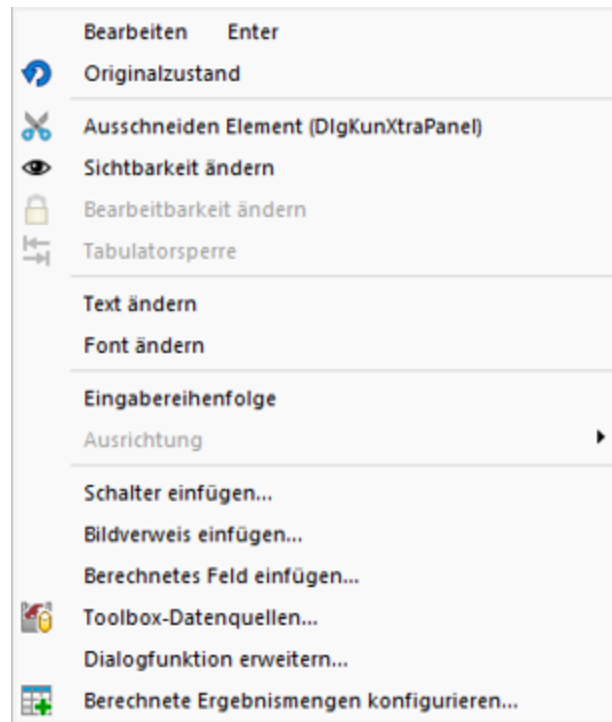 Bearbeiten Enter
Originalzustand
Ausschneiden Element (DlgKunXtraPanel)
Sichtbarkeit ändern
Bearbeitbarkeit ändern
Tabulatorsperre
Text ändern
Font ändern
Eingabereihenfolge
Ausrichtung
Schalter einfügen...
Bildverweis einfügen...
Berechnetes Feld einfügen...
Toolbox-Datenquellen...
Dialogfunktion erweitern...
Berechnete Ergebnismengen konfigurieren...